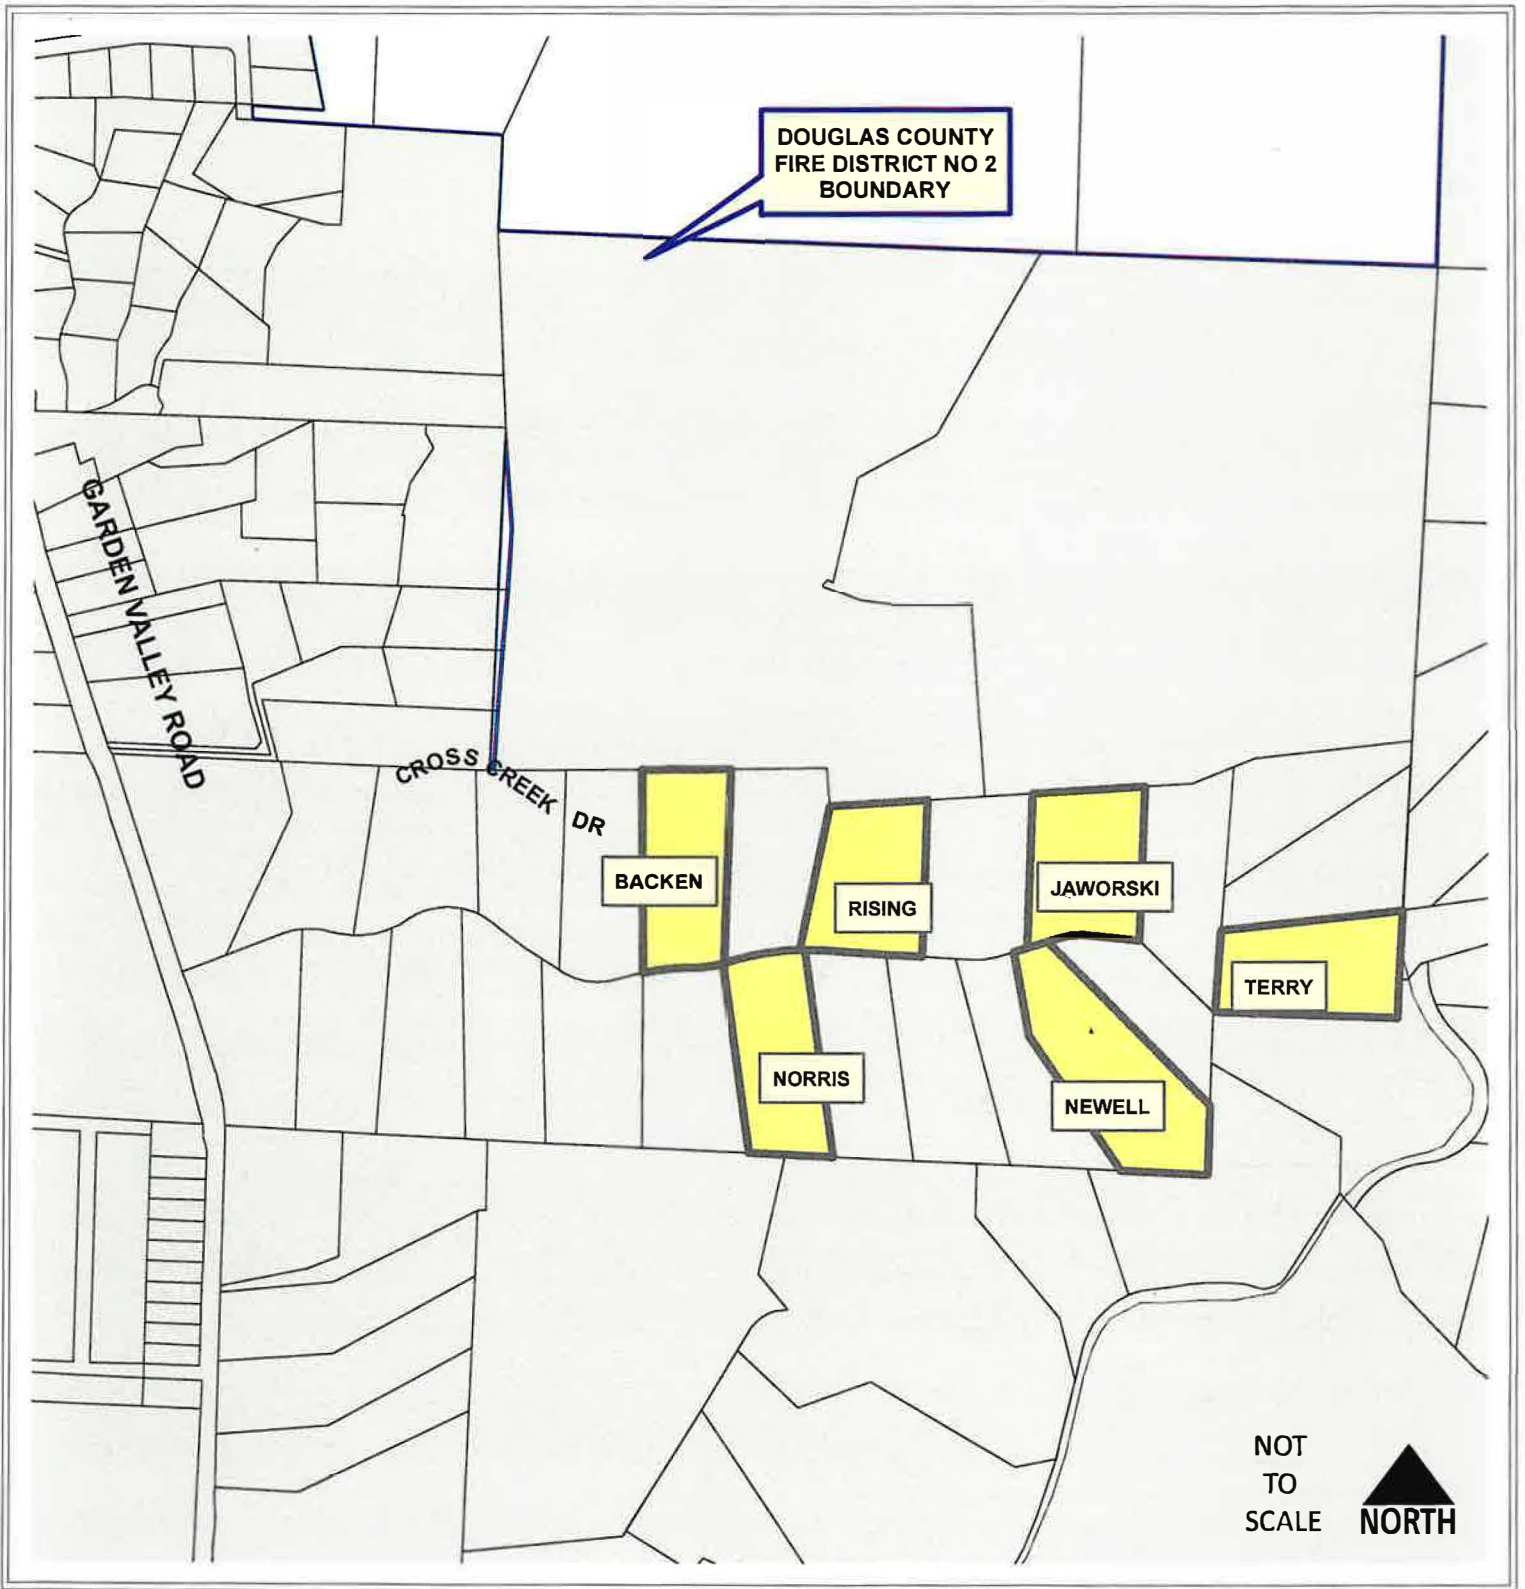 DOUGLAS COUNTY
FIRE DISTRICT NO 2
BOUNDARY
GARDEN VALLEY ROAD
CROSS CREEK DR
BACKEN
RISING
JAWORSKI
TERRY
NORRIS
NEWELL
NOT
TO
SCALE
NORTH